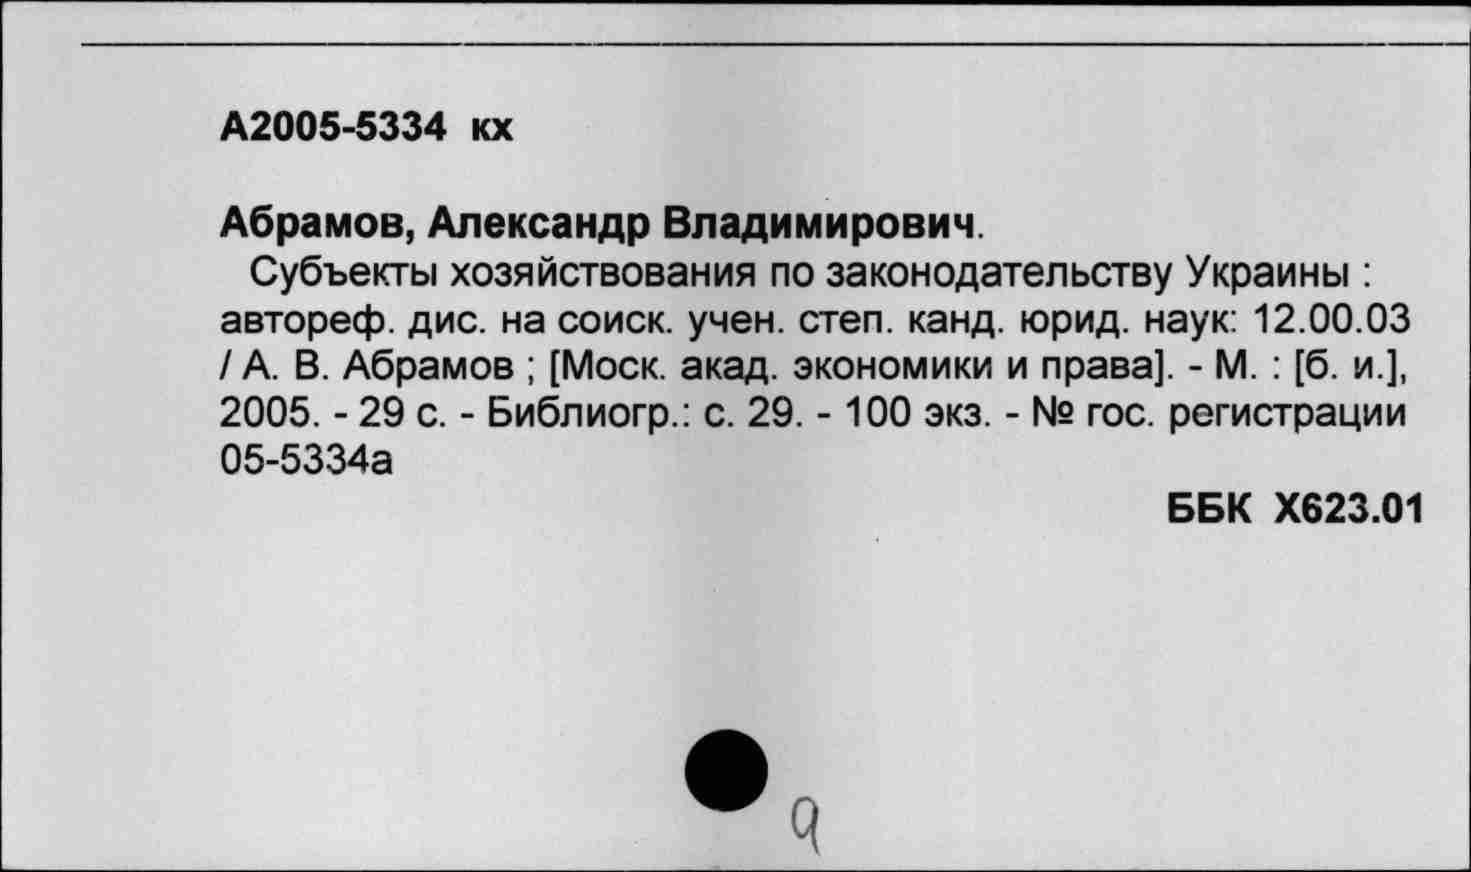 А2005-5334 кх
Абрамов, Александр Владимирович.
Субъекты хозяйствования по законодательству Украины :
автореф. дис. на соиск. учен. степ. канд. юрид. наук: 12.00.03
/ А. В. Абрамов ; [Моск. акад. экономики и права]. - М. : [б. и.],
2005. - 29 с. - Библиогр.: с. 29. - 100 экз. - № гос. регистрации
05-5334а
ББК Х623.01
9